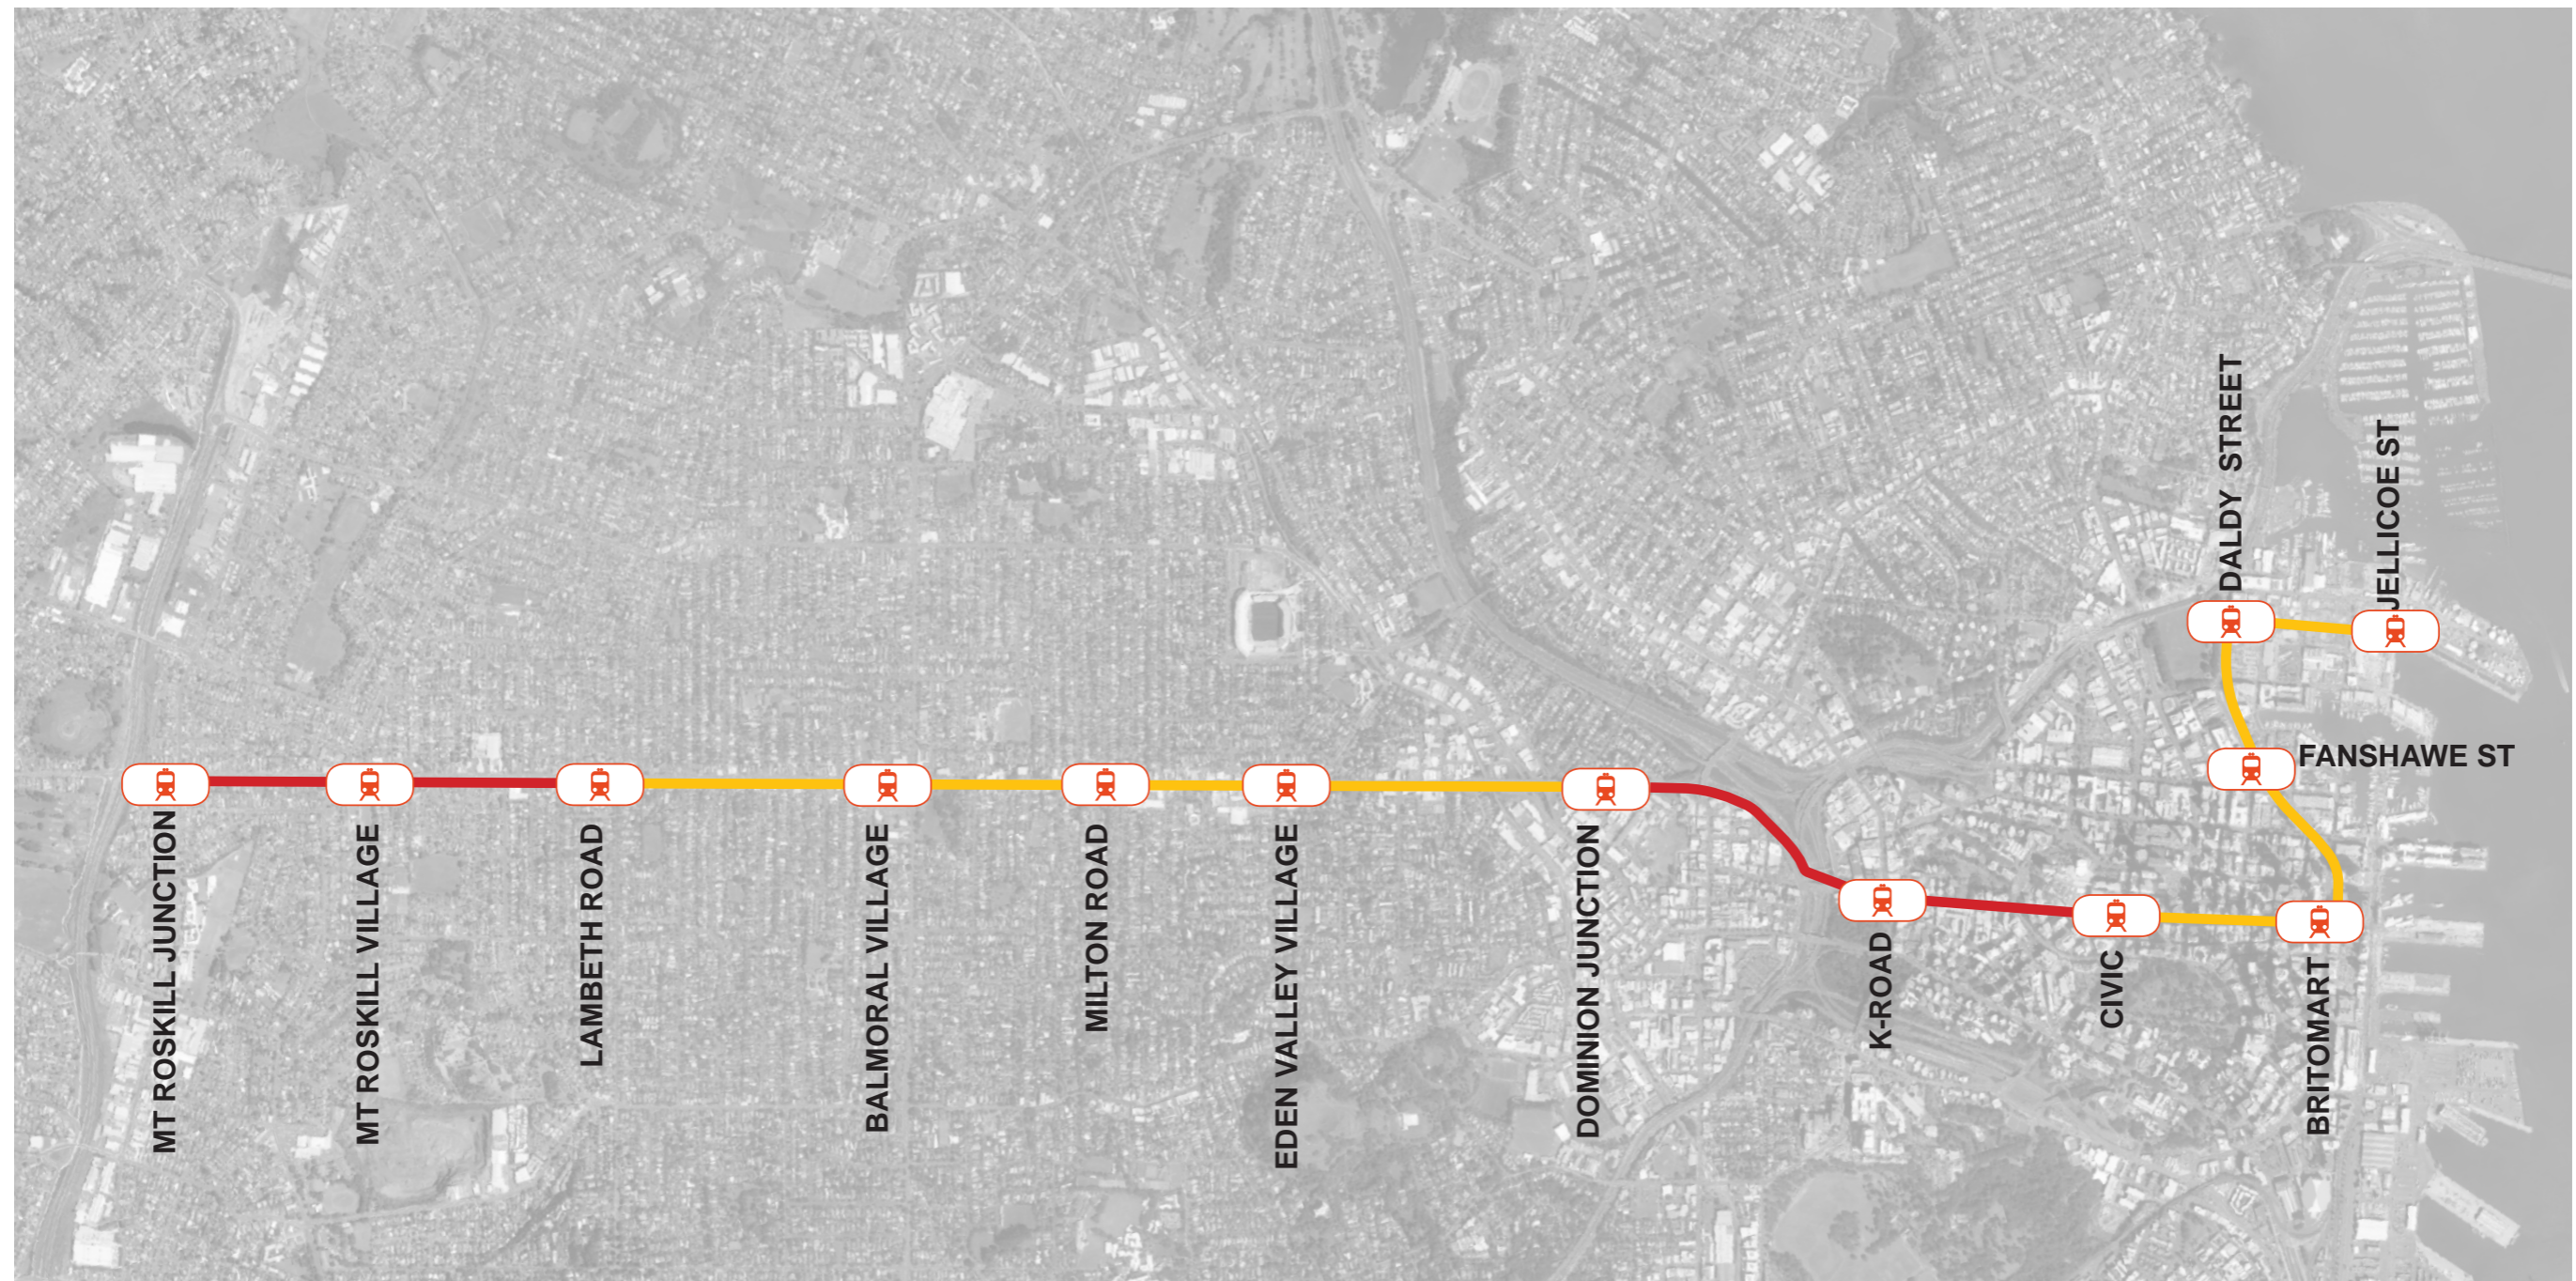 MT ROSKILL JUNCTION
MT ROSKILL VILLAGE
LAMBETH ROAD
BALMORAL VILLAGE
MILTON ROAD
EDEN VALLEY VILLAGE
DOMINION JUNCTION
K-ROAD
CIVIC
BRITOMART
FANSHAWE ST
DALDY STREET
JELLICOE ST